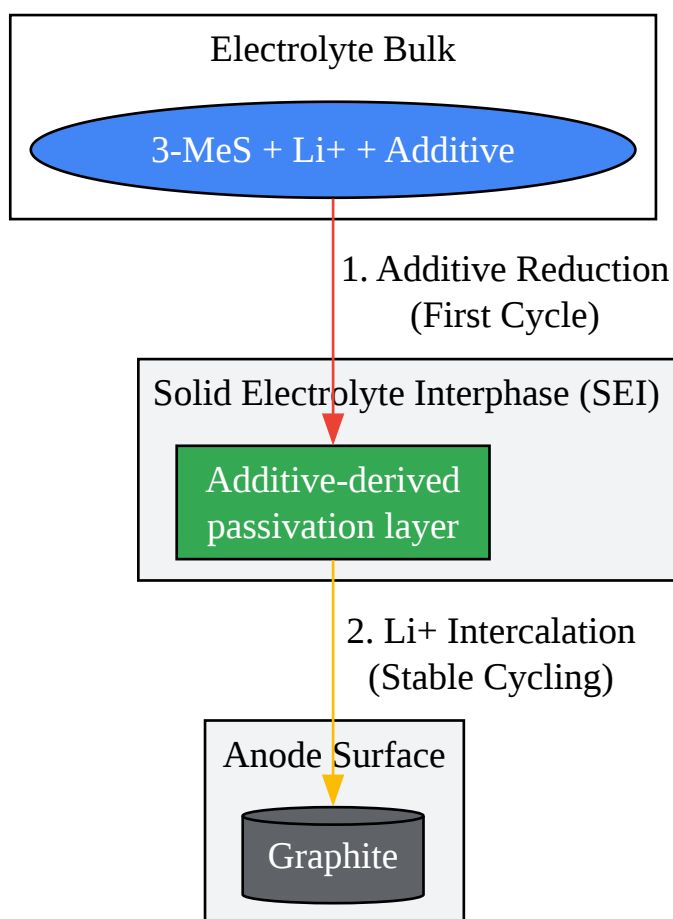 Electrolyte Bulk
3-MeS + Li+ + Additive
1. Additive Reduction
(First Cycle)
Solid Electrolyte Interphase (SEI)
Additive-derived
passivation layer
2. Li+ Intercalation
(Stable Cycling)
Anode Surface
Graphite